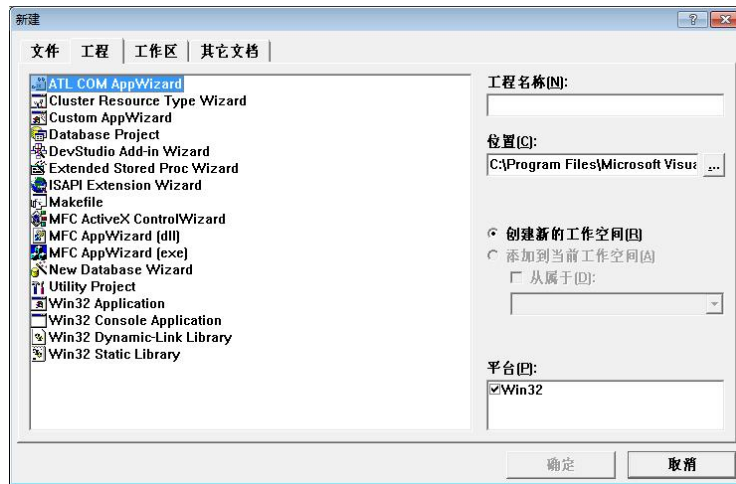 新建
文件 工程 工作区 其它文档
ATL COM AppWizard
Cluster Resource Type Wizard
Custom AppWizard
Database Project
DevStudio Add-in Wizard
Extended Stored Proc Wizard
ISAPI Extension Wizard
Makefile
MFC ActiveX ControlWizard
MFC AppWizard (dll)
MFC AppWizard (exe)
New Database Wizard
Utility Project
Win32 Application
Win32 Console Application
Win32 Dynamic-Link Library
Win32 Static Library
工程名称(N):
位置(C):
C:\Program Files\Microsoft Visua ...
创建新的工作空间(R)
添加到当前工作空间(A)
从属于(D):
平台(P):
Win32
确定 取消